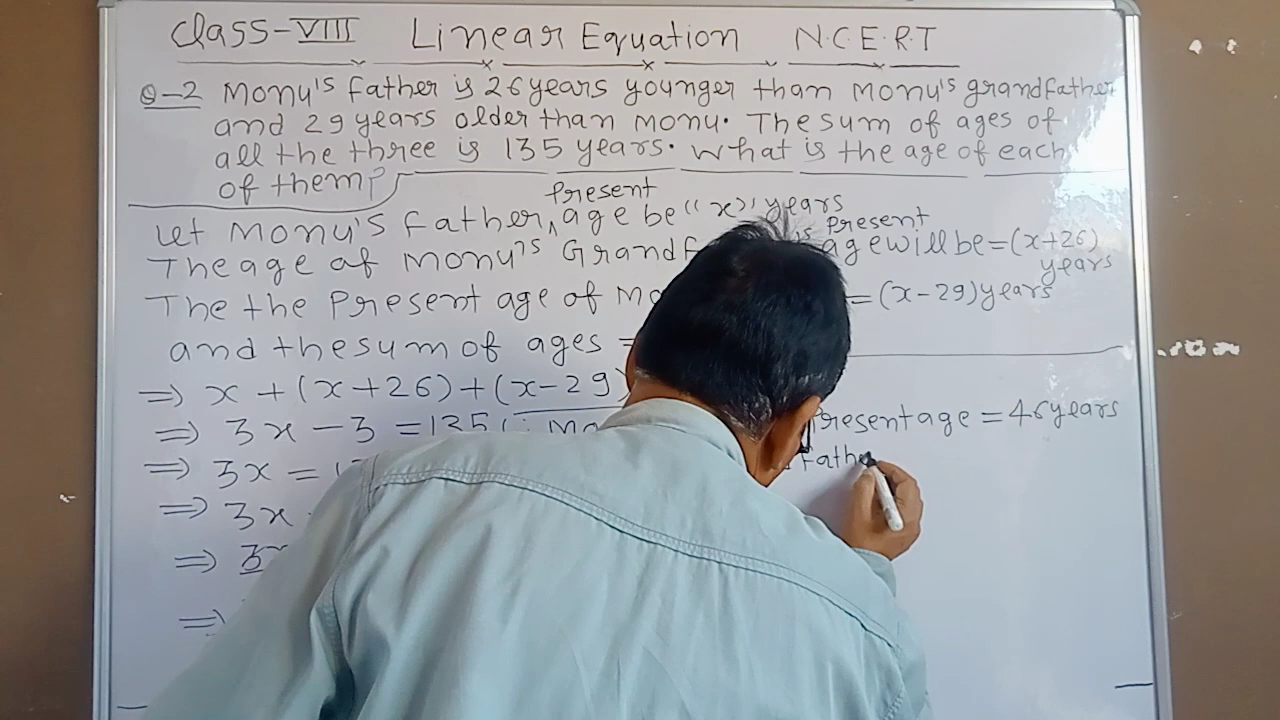 Class-VIII Linear Equation N.C.E.R.T
Q-2 Monu's Father is 26 years younger than Monu's grandfather
and 29 years older than Monu. The sum of ages of
all the three is 135 years. What is the age of each
of them?
Present
Let Monu's Father, age be "x" years
is Present
The age of Monu's Grandf age will be = (x+26)
years
The the Present age of Mo = (x-29) years
and the sum of ages =
⇒ x + (x+26) + (x-29)
⇒ 3x - 3 = 135
Present age = 46 years
⇒ 3x =
Fathe
⇒ 3x
⇒
⇒